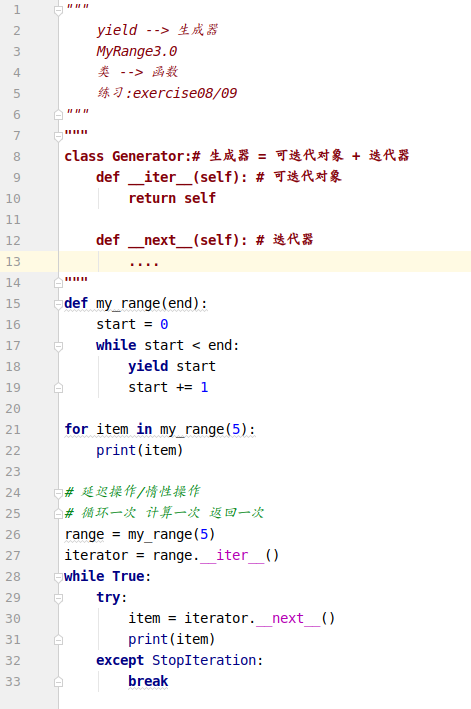 1 """
2     yield --> 生成器
3     MyRange3.0
4     类 --> 函数
5     练习:exercise08/09
6 """
7 """
8 class Generator:# 生成器 = 可迭代对象 + 迭代器
9     def __iter__(self): # 可迭代对象
10         return self
11
12     def __next__(self): # 迭代器
13         ....
14 """
15 def my_range(end):
16     start = 0
17     while start < end:
18         yield start
19         start += 1
20
21 for item in my_range(5):
22     print(item)
23
24 # 延迟操作/惰性操作
25 # 循环一次 计算一次 返回一次
26 range = my_range(5)
27 iterator = range.__iter__()
28 while True:
29     try:
30         item = iterator.__next__()
31         print(item)
32     except StopIteration:
33         break